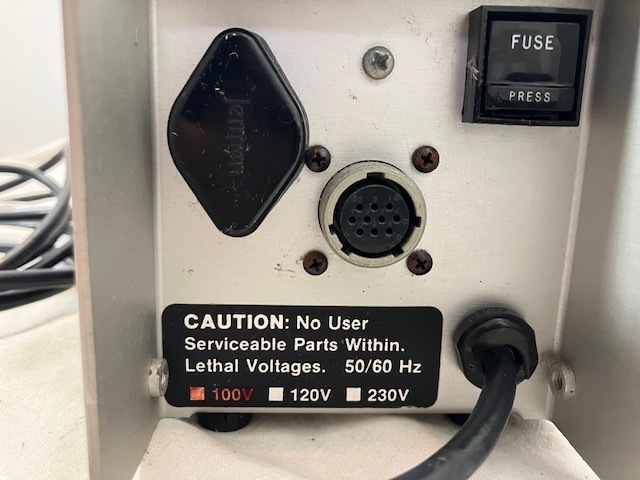 FUSE
PRESS
CAUTION: No User
Serviceable Parts Within.
Lethal Voltages. 50/60 Hz
100V 120V 230V